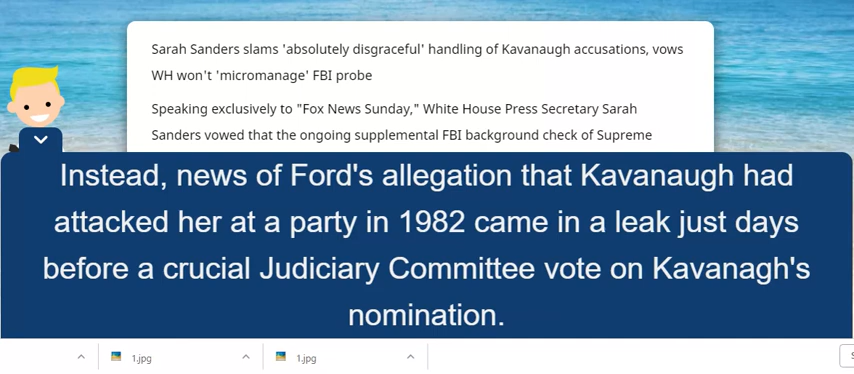 Sarah Sanders slams 'absolutely disgraceful' handling of Kavanaugh accusations, vows
WH won't 'micromanage' FBI probe
Speaking exclusively to "Fox News Sunday," White House Press Secretary Sarah
Sanders vowed that the ongoing supplemental FBI background check of Supreme
Instead, news of Ford's allegation that Kavanaugh had
attacked her at a party in 1982 came in a leak just days
before a crucial Judiciary Committee vote on Kavanagh's
nomination.
1.jpg
1.jpg